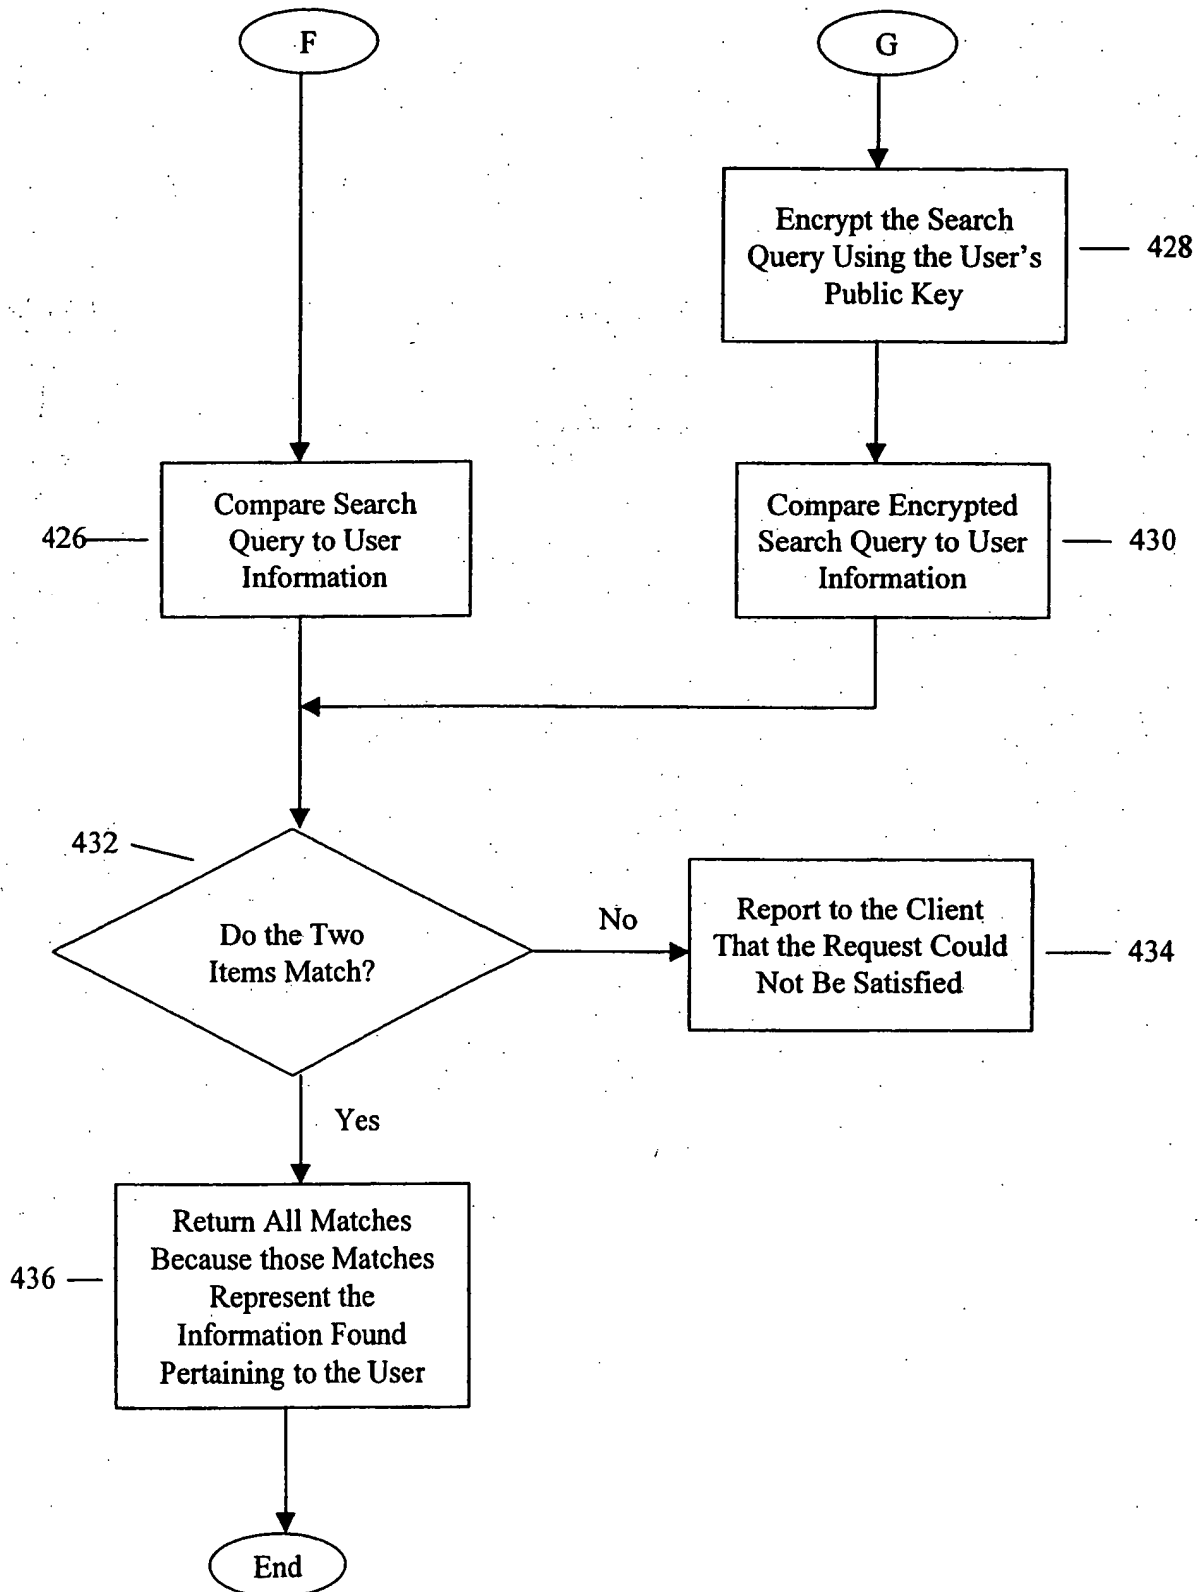 F
G
Encrypt the Search
Query Using the User's
Public Key
428
Compare Search
Query to User
Information
426
Compare Encrypted
Search Query to User
Information
430
432
Do the Two
Items Match?
No
Report to the Client
That the Request Could
Not Be Satisfied
434
Yes
Return All Matches
Because those Matches
Represent the
Information Found
Pertaining to the User
436
End